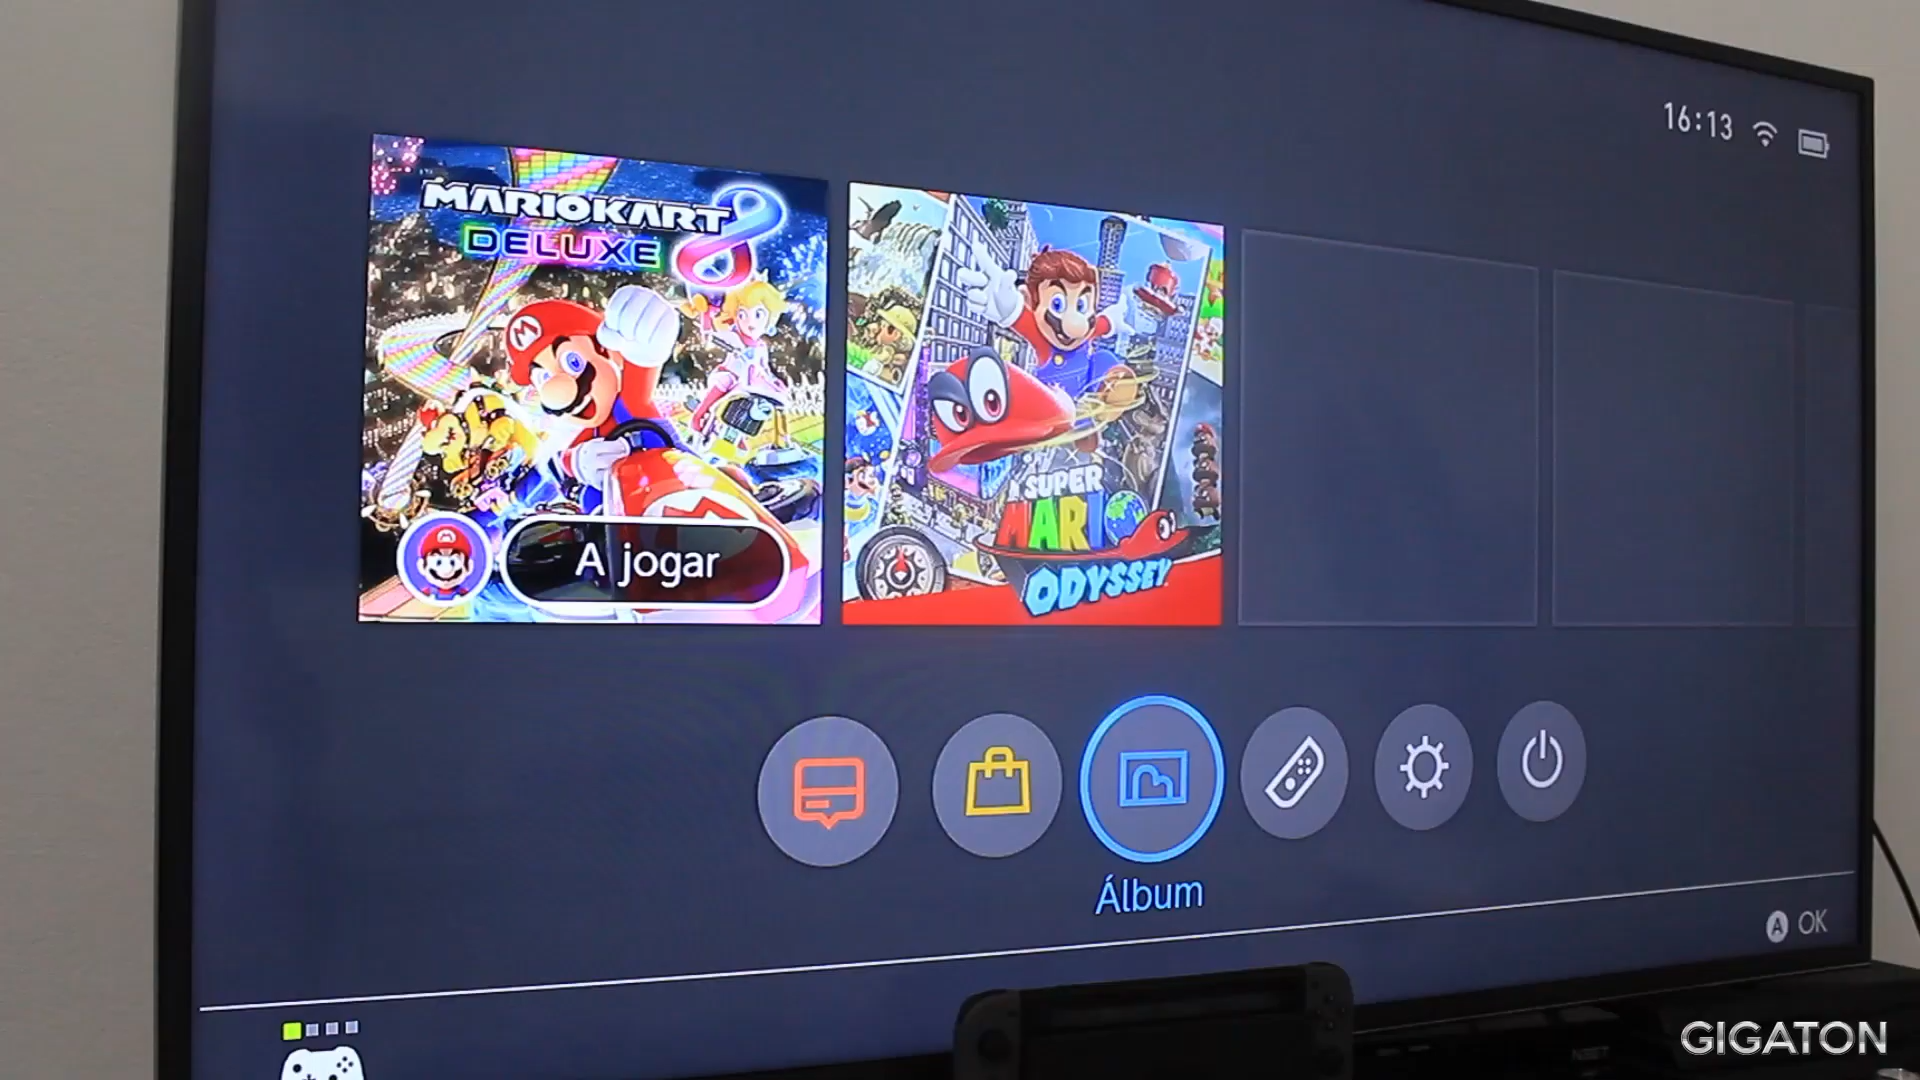 16:13
MARIOKART 8
DELUXE
M
A jogar
SUPER
MARIO
ODYSSEY
Álbum
A OK
GIGATON